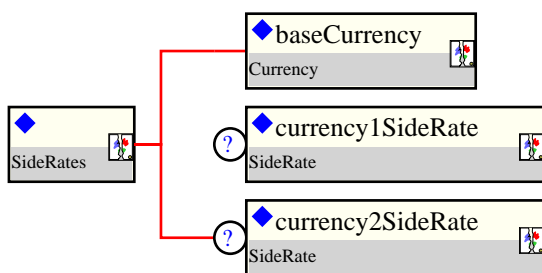 baseCurrency
Currency
SideRates
?
currency1SideRate
SideRate
?
currency2SideRate
SideRate